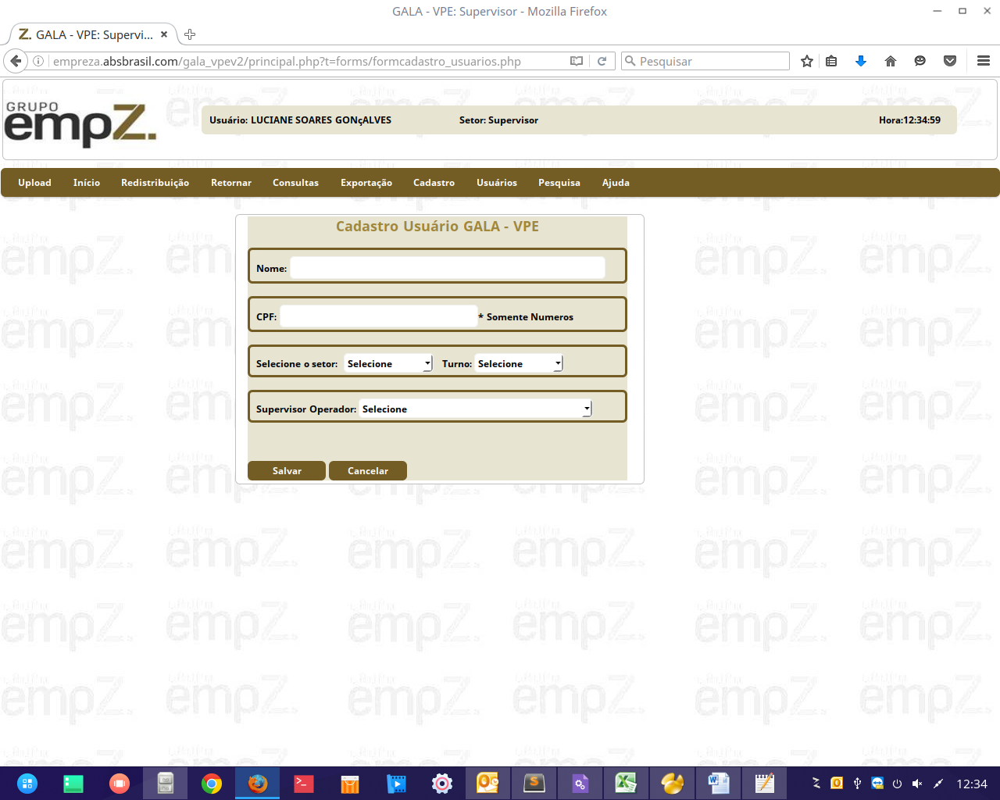 GALA - VPE: Supervisor - Mozilla Firefox
Z. GALA - VPE: Supervi...
empreza.absbrasil.com/gala_vpev2/principal.php?t=forms/formcadastro_usuarios.php
Pesquisar
GRUPO
empZ.
Usuário: LUCIANE SOARES GONçALVES Setor: Supervisor Hora:12:34:59
Upload Início Redistribuição Retornar Consultas Exportação Cadastro Usuários Pesquisa Ajuda
Cadastro Usuário GALA - VPE
Nome:
CPF: * Somente Numeros
Selecione o setor: Selecione Turno: Selecione
Supervisor Operador: Selecione
Salvar Cancelar
12:34